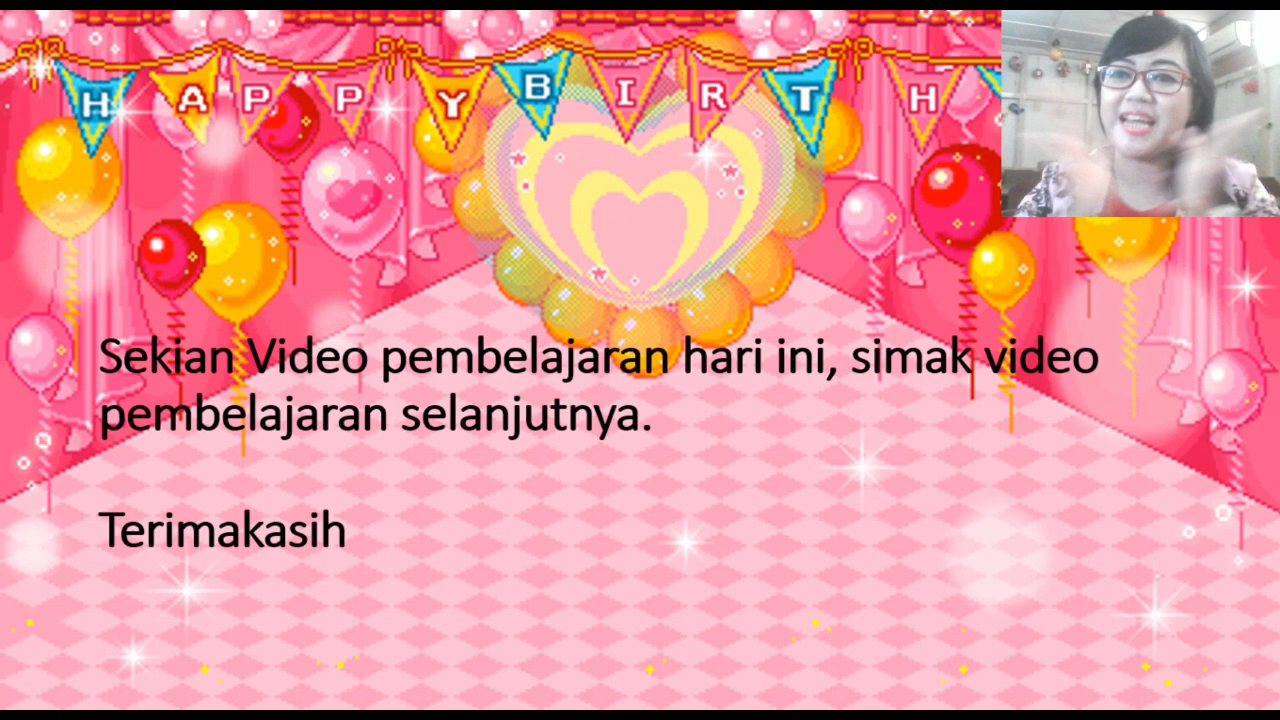 HAPPY BIRTH
Sekian Video pembelajaran hari ini, simak video
pembelajaran selanjutnya.
Terimakasih